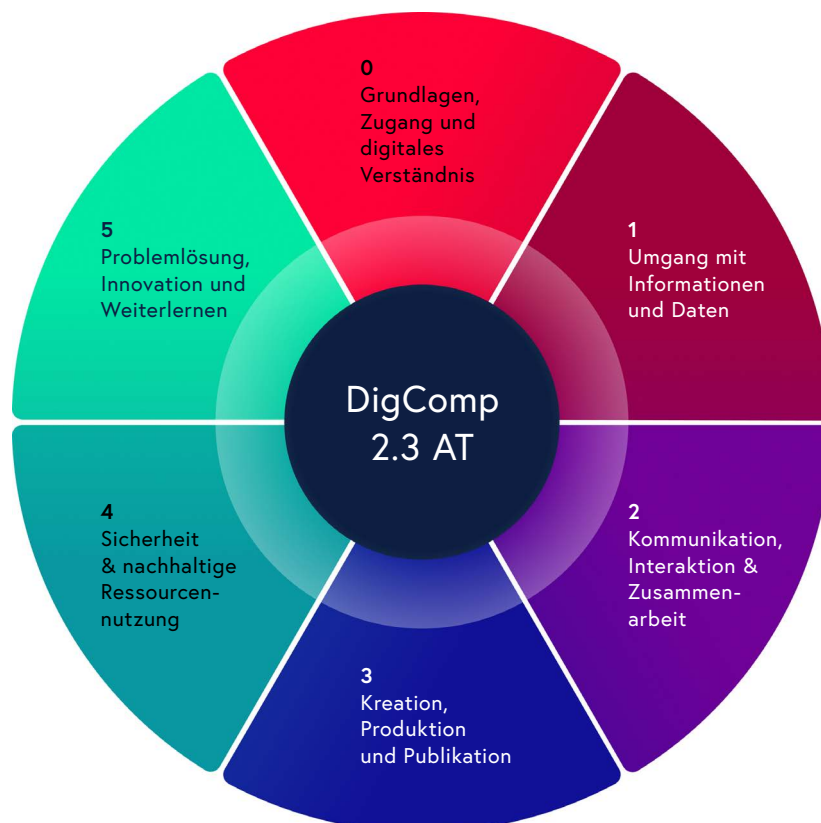 0
Grundlagen,
Zugang und
digitales
Verständnis
1
Umgang mit
Informationen
und Daten
2
Kommunikation,
Interaktion &
Zusammen-
arbeit
3
Kreation,
Produktion
und Publikation
4
Sicherheit
& nachhaltige
Ressourcen-
nutzung
5
Problemlösung,
Innovation und
Weiterlernen
DigComp
2.3 AT